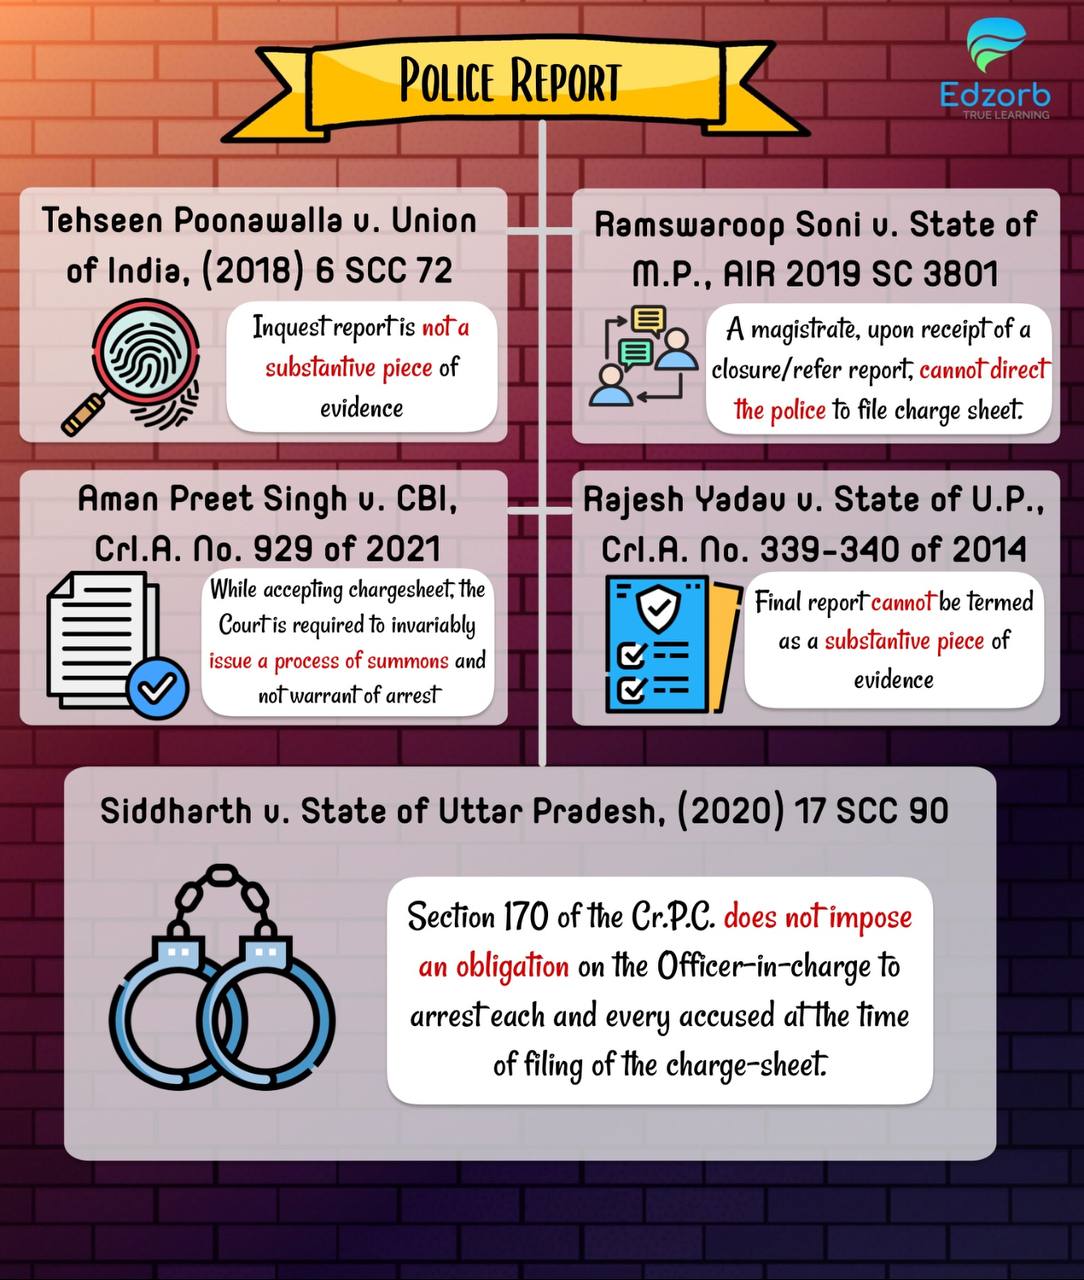 POLICE REPORT
Edzorb
TRUE LEARNING
Tehseen Poonawalla v. Union
of India, (2018) 6 SCC 72
Inquest report is not a
substantive piece of
evidence
Ramswaroop Soni v. State of
M.P., AIR 2019 SC 3801
A magistrate, upon receipt of a
closure/refer report, cannot direct
the police to file charge sheet.
Aman Preet Singh v. CBI,
Crl.A. No. 929 of 2021
While accepting chargesheet, the
Court is required to invariably
issue a process of summons and
not warrant of arrest
Rajesh Yadav v. State of U.P.,
Crl.A. No. 339-340 of 2014
Final report cannot be termed
as a substantive piece of
evidence
Siddharth v. State of Uttar Pradesh, (2020) 17 SCC 90
Section 170 of the Cr.P.C. does not impose
an obligation on the Officer-in-charge to
arrest each and every accused at the time
of filing of the charge-sheet.